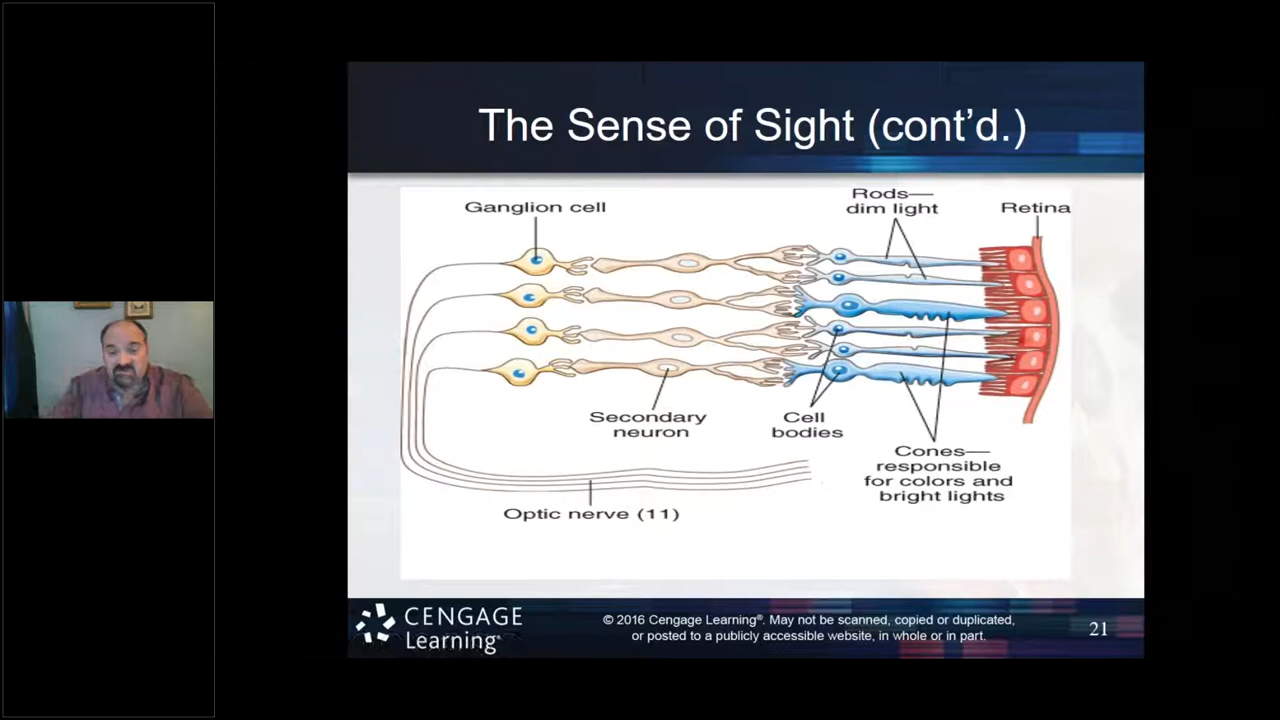 The Sense of Sight (cont’d.)
Ganglion cell
Rods—
dim light
Retina
Secondary
neuron
Cell
bodies
Cones—
responsible
for colors and
bright lights
Optic nerve (11)
CENGAGE
Learning®
© 2016 Cengage Learning®. May not be scanned, copied or duplicated,
or posted to a publicly accessible website, in whole or in part.
21